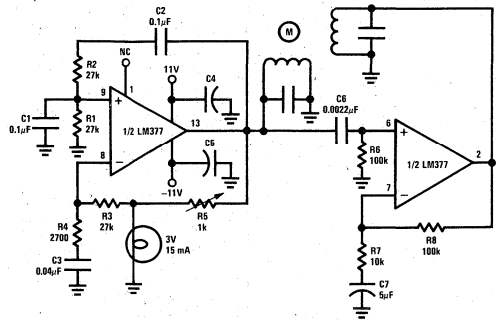 C2
0.1μF
M
NC
11V
R2
27k
C4
9
1
C6
0.0022μF
C1
0.1μF
R1
27k
+
13
6
+
1/2 LM377
R6
100k
2
1/2 LM377
8
−
C5
−
7
−11V
R4
2700
R3
27k
R5
1k
R8
100k
3V
15 mA
R7
10k
C3
0.04μF
C7
5μF